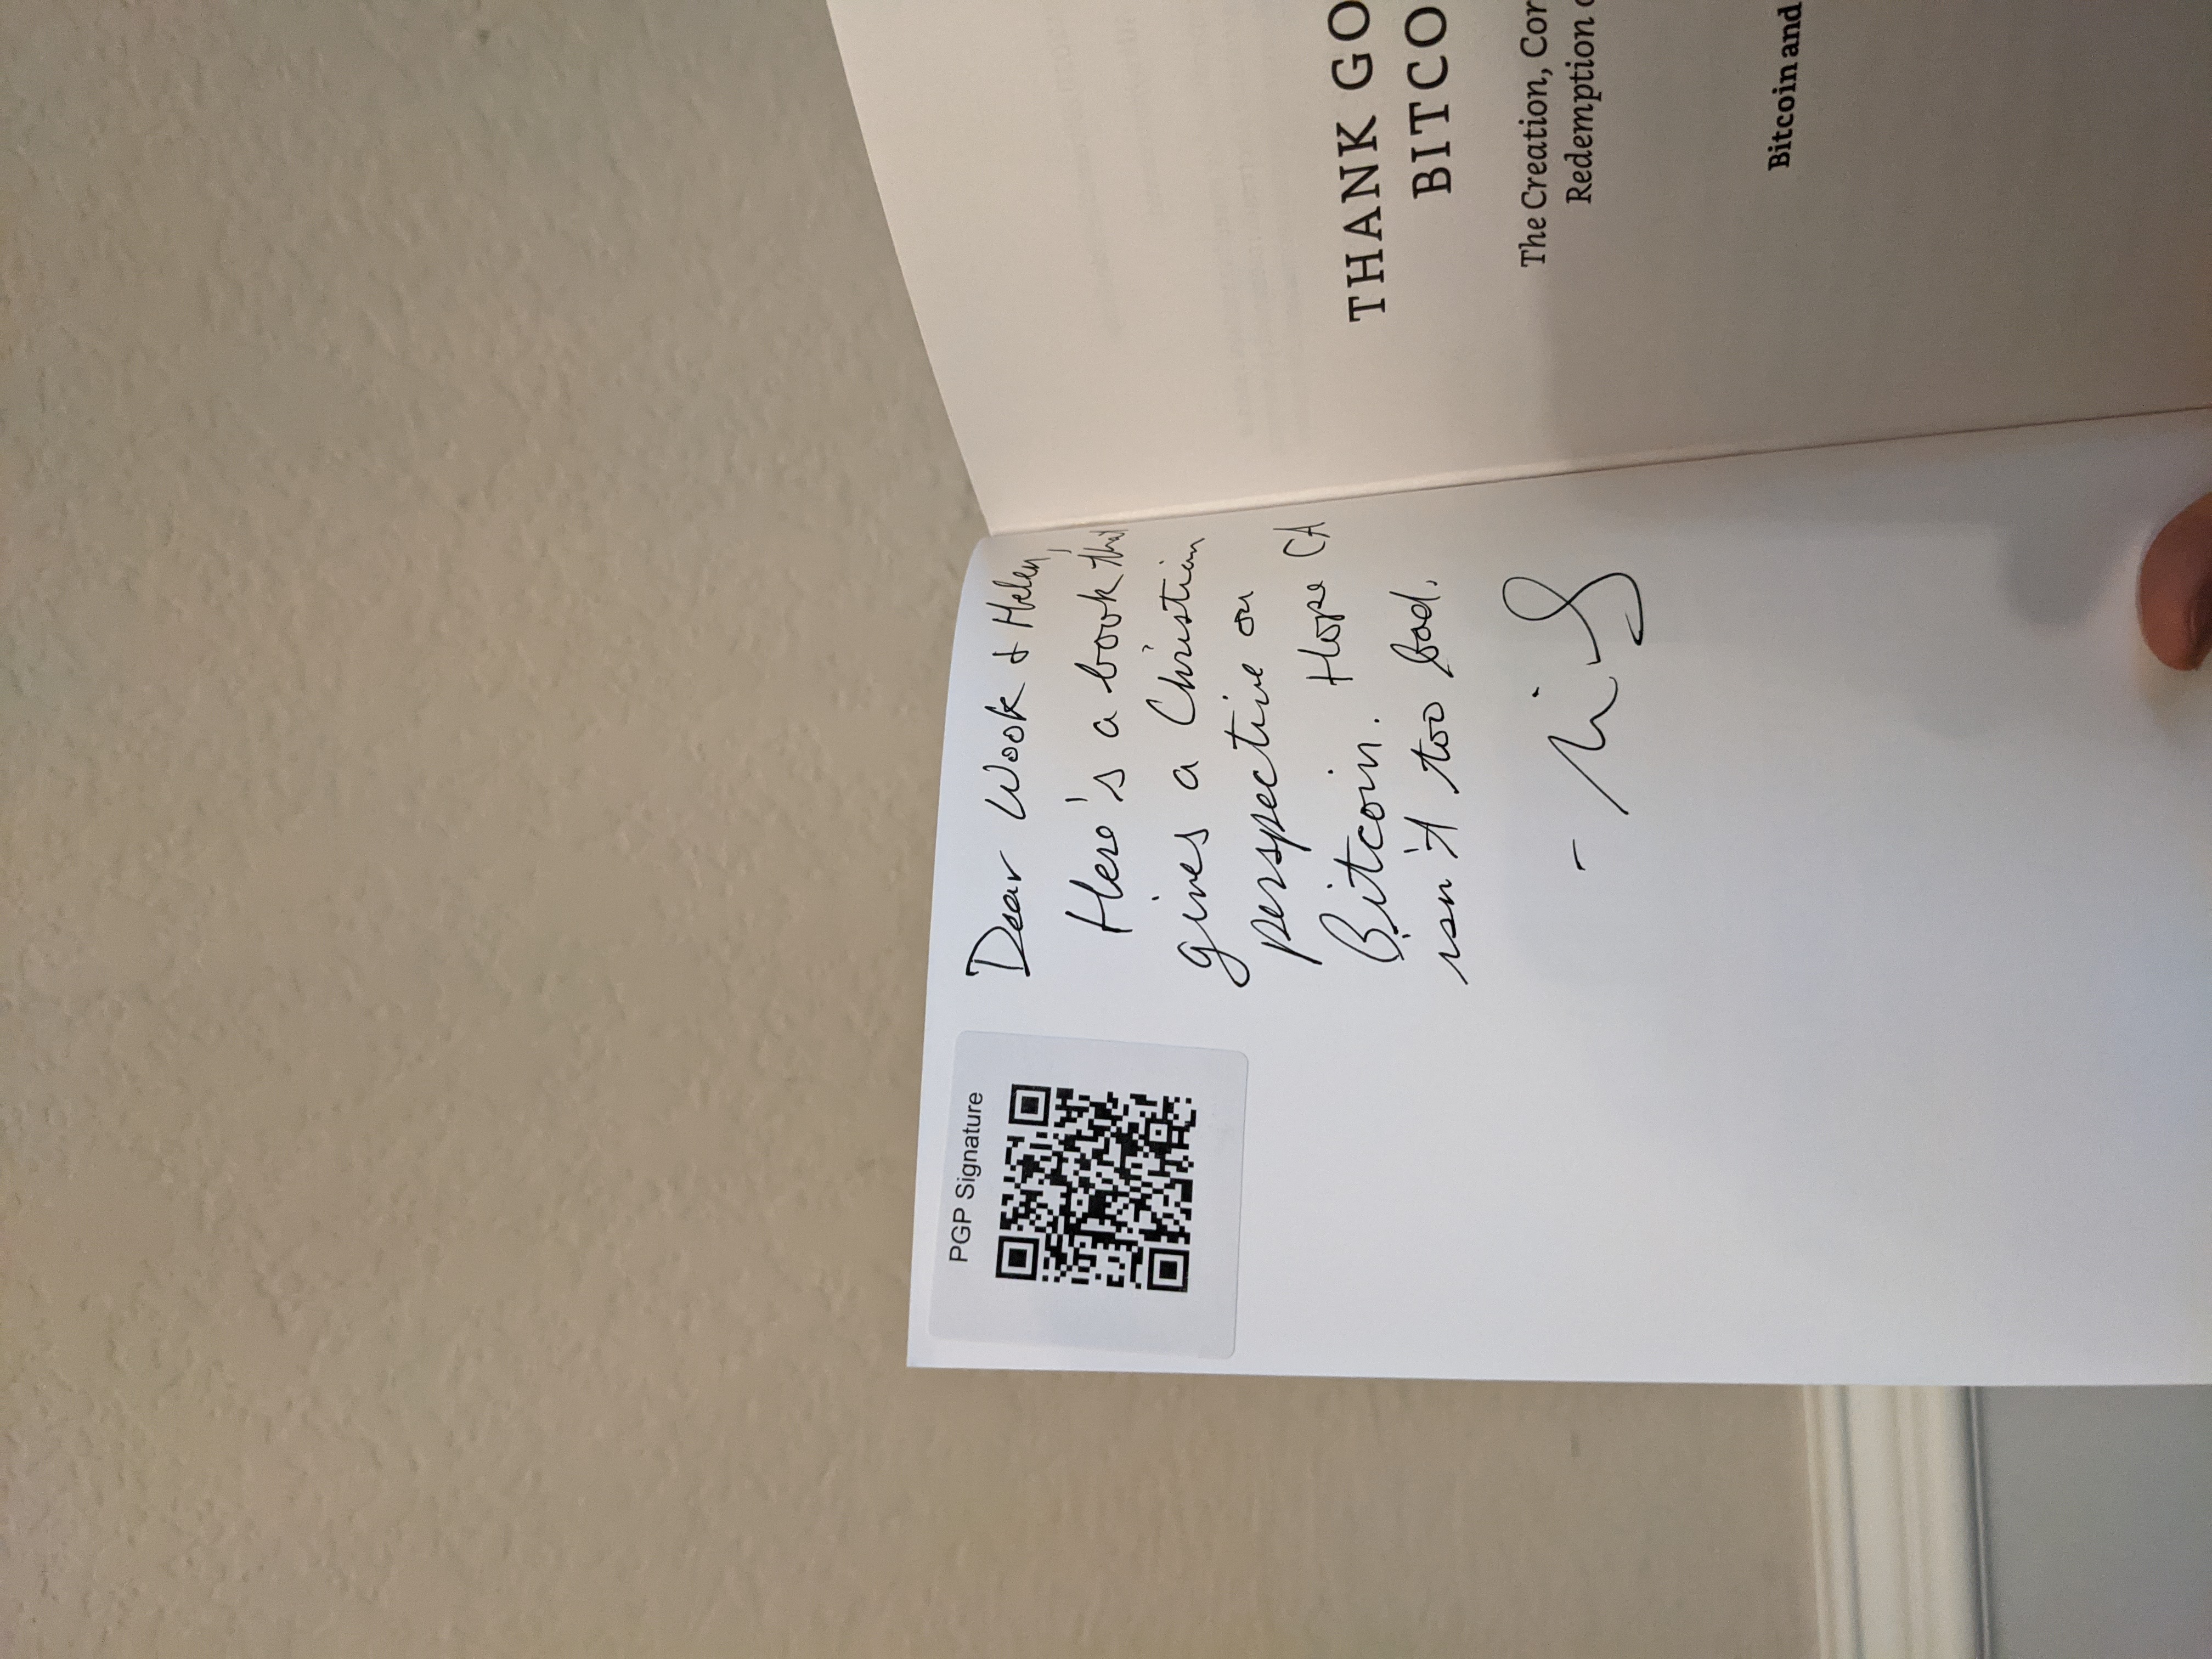 PGP Signature
Dear Wook & Helen,
Here's a book that
gives a Christian
perspective on
Bitcoin. Hope CA
isn't too bad.
THANK GO
BITCO
The Creation, Cor
Redemption o
Bitcoin and